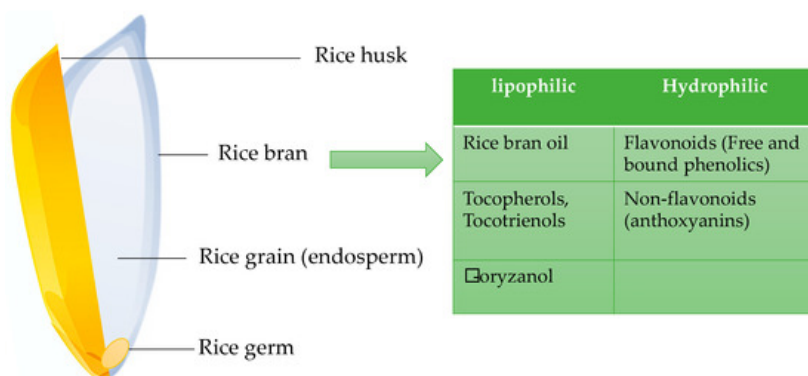 Rice husk
Rice bran
Rice grain (endosperm)
Rice germ
lipophilic Hydrophilic
Rice bran oil Flavonoids (Free and
bound phenolics)
Tocopherols, Non-flavonoids
Tocotrienols (anthoxyanins)
□-oryzanol